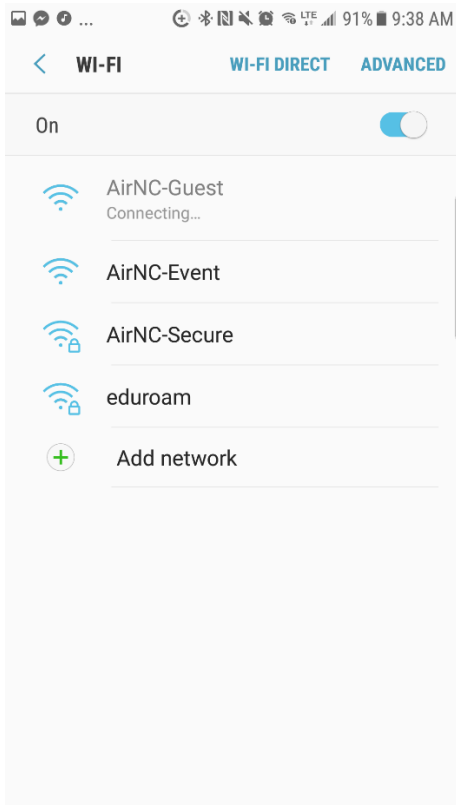 ... LTE 91% 9:38 AM
WI-FI WI-FI DIRECT ADVANCED
On
AirNC-Guest
Connecting...
AirNC-Event
AirNC-Secure
eduroam
Add network